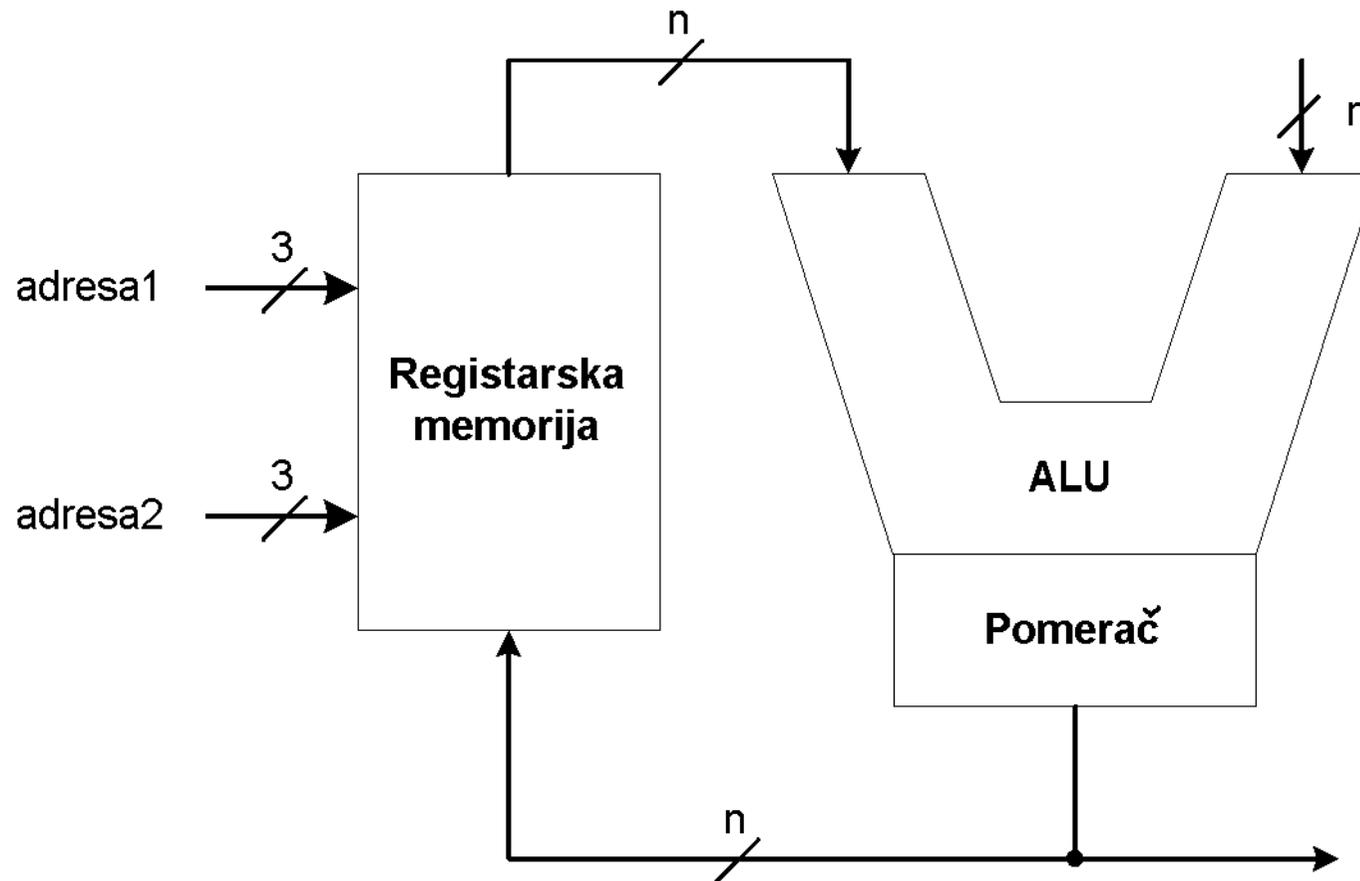 n
3
adresa1
Registarska
memorija
3
adresa2
ALU
Pomerač
n